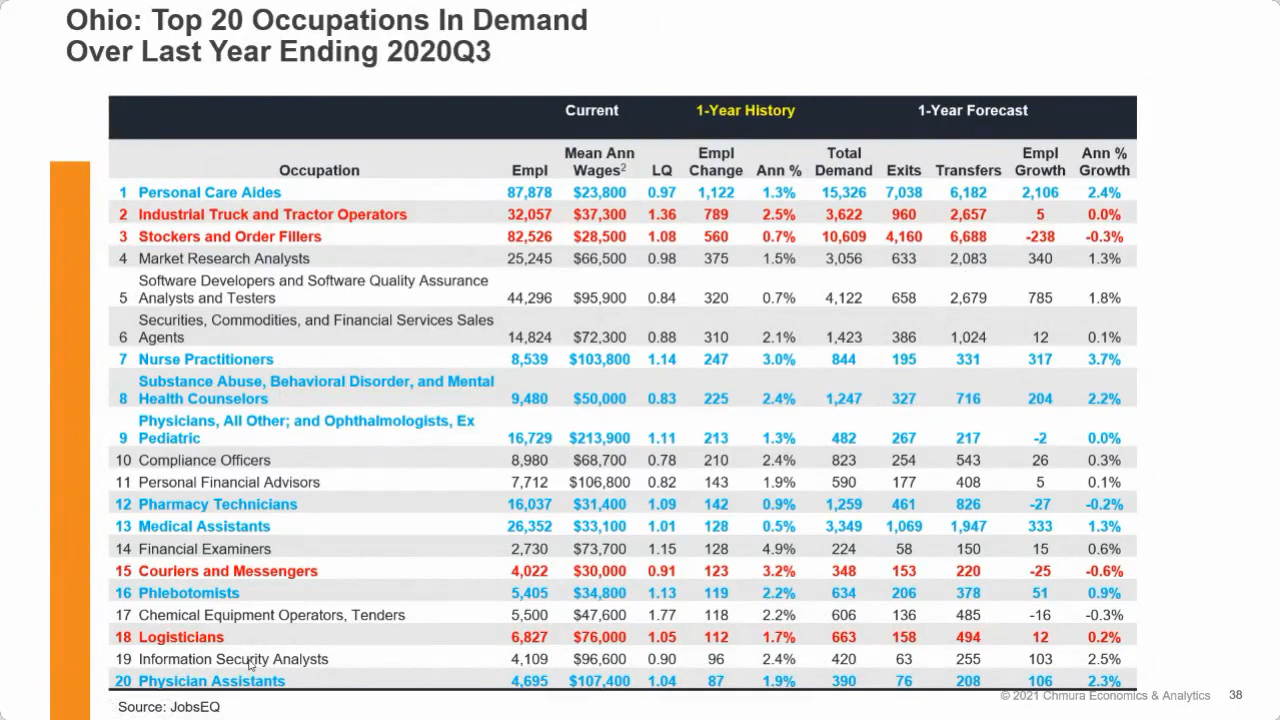 Ohio: Top 20 Occupations In Demand
Over Last Year Ending 2020Q3
Current 1-Year History 1-Year Forecast
Occupation Empl Mean Ann Wages2 LQ Empl Change Ann % Total Demand Exits Transfers Empl Growth Ann % Growth
1 Personal Care Aides 87,878 $23,800 0.97 1,122 1.3% 15,326 7,038 6,182 2,106 2.4%
2 Industrial Truck and Tractor Operators 32,057 $37,300 1.36 789 2.5% 3,622 960 2,657 5 0.0%
3 Stockers and Order Fillers 82,526 $28,500 1.08 560 0.7% 10,609 4,160 6,688 -238 -0.3%
4 Market Research Analysts 25,245 $66,500 0.98 375 1.5% 3,056 633 2,083 340 1.3%
Software Developers and Software Quality Assurance
5 Analysts and Testers 44,296 $95,900 0.84 320 0.7% 4,122 658 2,679 785 1.8%
Securities, Commodities, and Financial Services Sales
6 Agents 14,824 $72,300 0.88 310 2.1% 1,423 386 1,024 12 0.1%
7 Nurse Practitioners 8,539 $103,800 1.14 247 3.0% 844 195 331 317 3.7%
Substance Abuse, Behavioral Disorder, and Mental
8 Health Counselors 9,480 $50,000 0.83 225 2.4% 1,247 327 716 204 2.2%
Physicians, All Other; and Ophthalmologists, Ex
9 Pediatric 16,729 $213,900 1.11 213 1.3% 482 267 217 -2 0.0%
10 Compliance Officers 8,980 $68,700 0.78 210 2.4% 823 254 543 26 0.3%
11 Personal Financial Advisors 7,712 $106,800 0.82 143 1.9% 590 177 408 5 0.1%
12 Pharmacy Technicians 16,037 $31,400 1.09 142 0.9% 1,259 461 826 -27 -0.2%
13 Medical Assistants 26,352 $33,100 1.01 128 0.5% 3,349 1,069 1,947 333 1.3%
14 Financial Examiners 2,730 $73,700 1.15 128 4.9% 224 58 150 15 0.6%
15 Couriers and Messengers 4,022 $30,000 0.91 123 3.2% 348 153 220 -25 -0.6%
16 Phlebotomists 5,405 $34,800 1.13 119 2.2% 634 206 378 51 0.9%
17 Chemical Equipment Operators, Tenders 5,500 $47,600 1.77 118 2.2% 606 136 485 -16 -0.3%
18 Logisticians 6,827 $76,000 1.05 112 1.7% 663 158 494 12 0.2%
19 Information Security Analysts 4,109 $96,600 0.90 96 2.4% 420 63 255 103 2.5%
20 Physician Assistants 4,695 $107,400 1.04 87 1.9% 390 76 208 106 2.3%
Source: JobsEQ
© 2021 Chmura Economics & Analytics 38